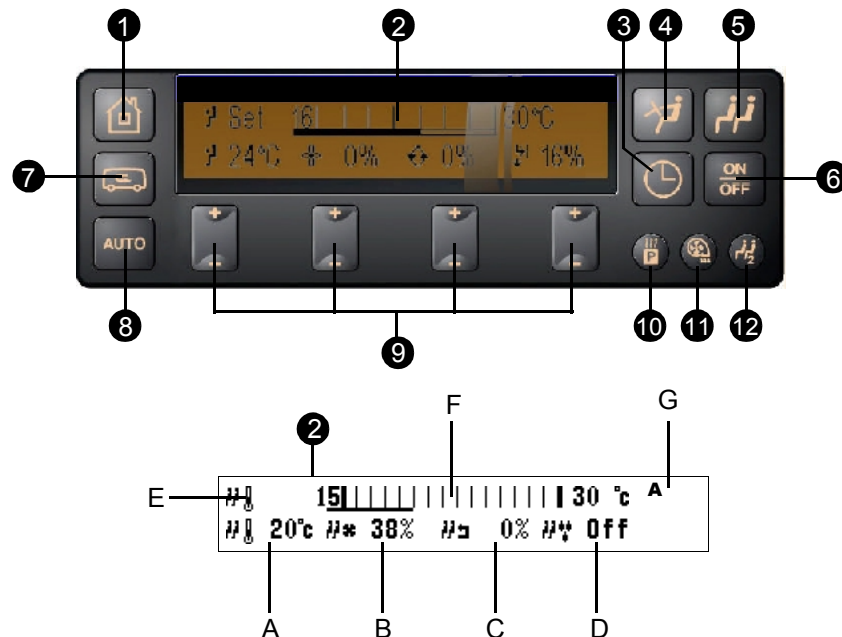 1 2 3 4 5
Set 16 30°C
24°C 0% 0% 16%
ON
OFF
7 6
AUTO
+ + + +
- - - -
P 2
8 9 10 11 12
F G
2
E 15 30 °c A
20°c 38% 0% Off
A B C D